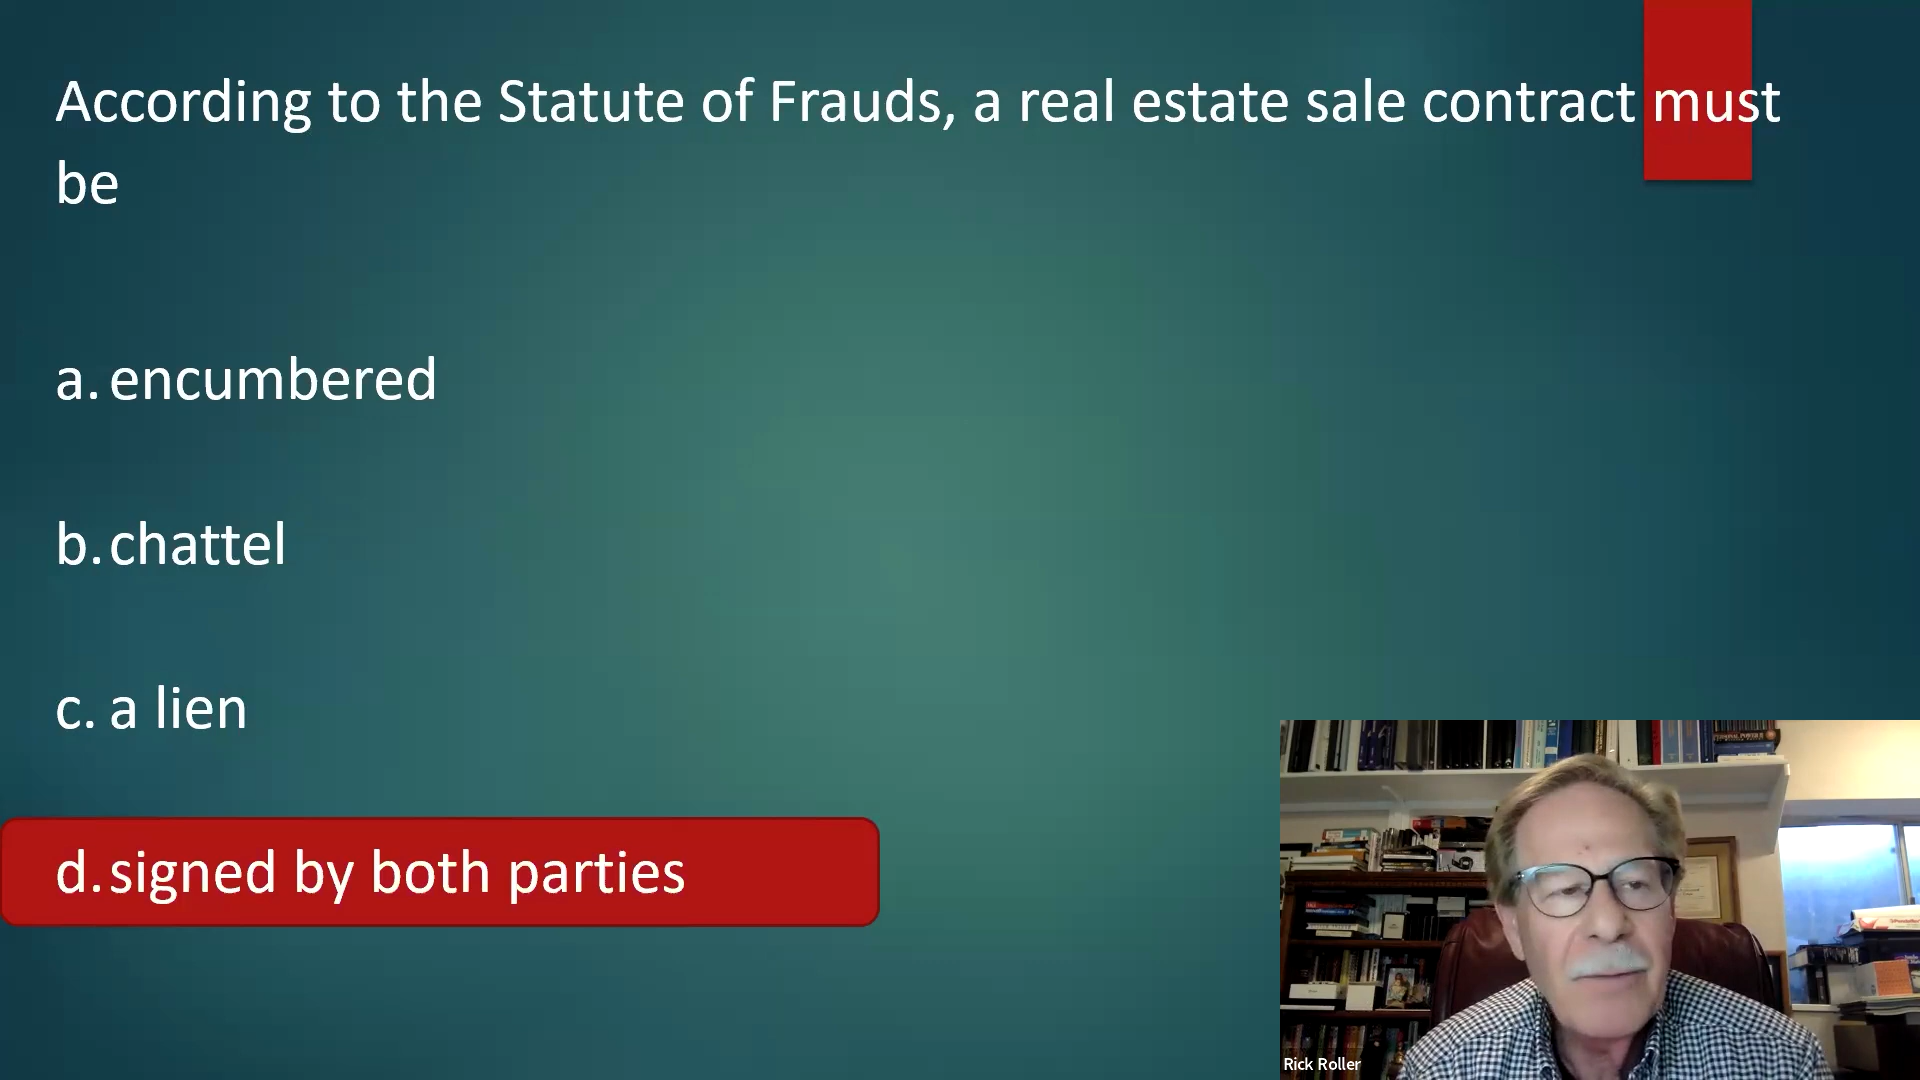 According to the Statute of Frauds, a real estate sale contract must
be
a. encumbered
b. chattel
c. a lien
d. signed by both parties
Rick Roller